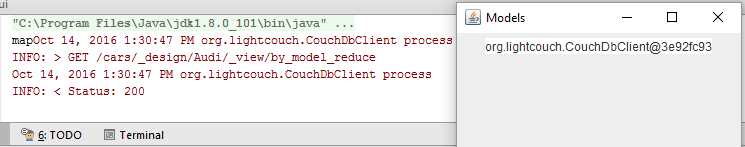 ui
"C:\Program Files\Java\jdk1.8.0_101\bin\java" ...
mapOct 14, 2016 1:30:47 PM org.lightcouch.CouchDbClient process
INFO: > GET /cars/_design/Audi/_view/by_model_reduce
Oct 14, 2016 1:30:47 PM org.lightcouch.CouchDbClient process
INFO: < Status: 200
6: TODO Terminal
Models
org.lightcouch.CouchDbClient@3e92fc93